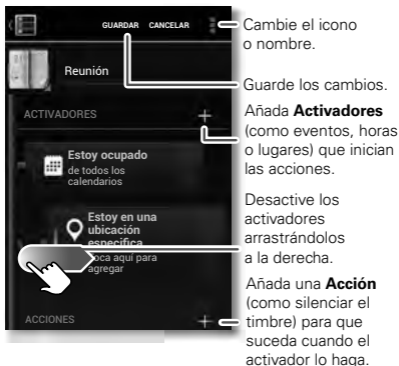 GUARDAR CANCELAR
Reunión
ACTIVADORES
Estoy ocupado
de todos los
calendarios
Estoy en una
ubicación
específica
oca aquí para
agregar
ACCIONES
Cambie el icono
o nombre.
Guarde los cambios.
Añada Activadores
(como eventos, horas
o lugares) que inician
las acciones.
Desactive los
activadores
arrastrándolos
a la derecha.
Añada una Acción
(como silenciar el
timbre) para que
suceda cuando el
activador lo haga.